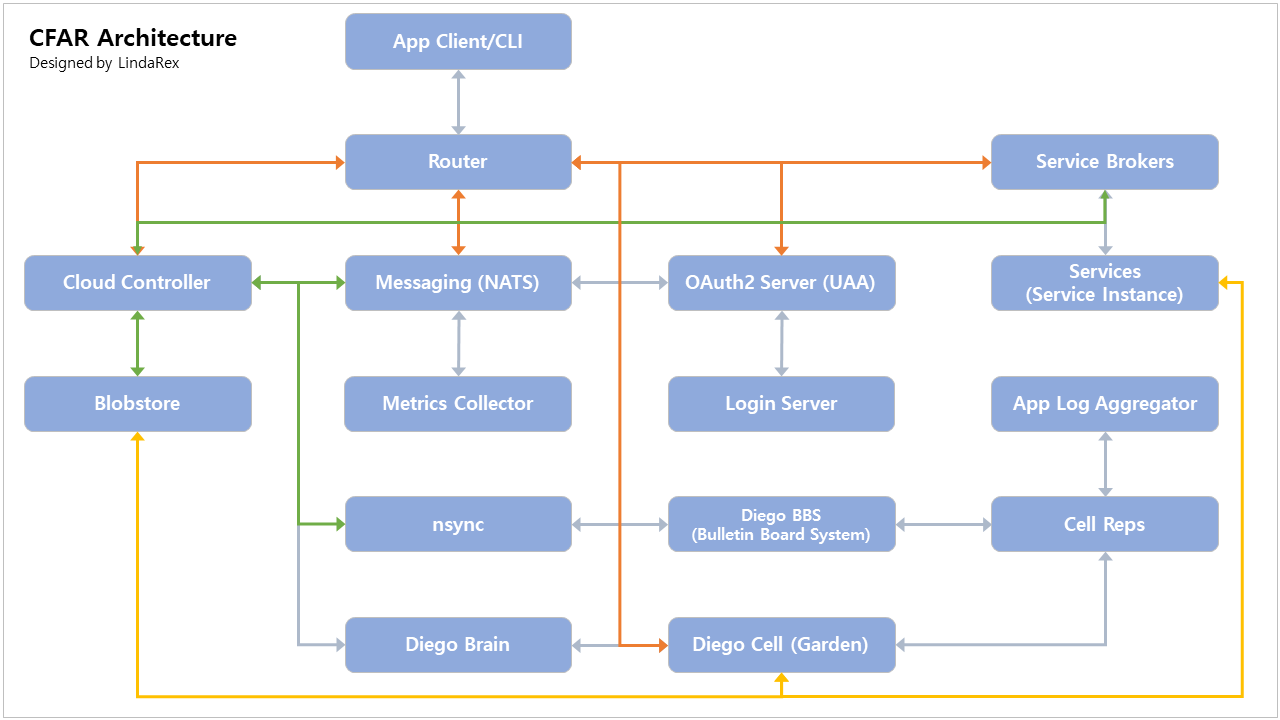 CFAR Architecture
Designed by LindaRex
App Client/CLI
Router
Service Brokers
Cloud Controller
Messaging (NATS)
OAuth2 Server (UAA)
Services
(Service Instance)
Blobstore
Metrics Collector
Login Server
App Log Aggregator
nsync
Diego BBS
(Bulletin Board System)
Cell Reps
Diego Brain
Diego Cell (Garden)